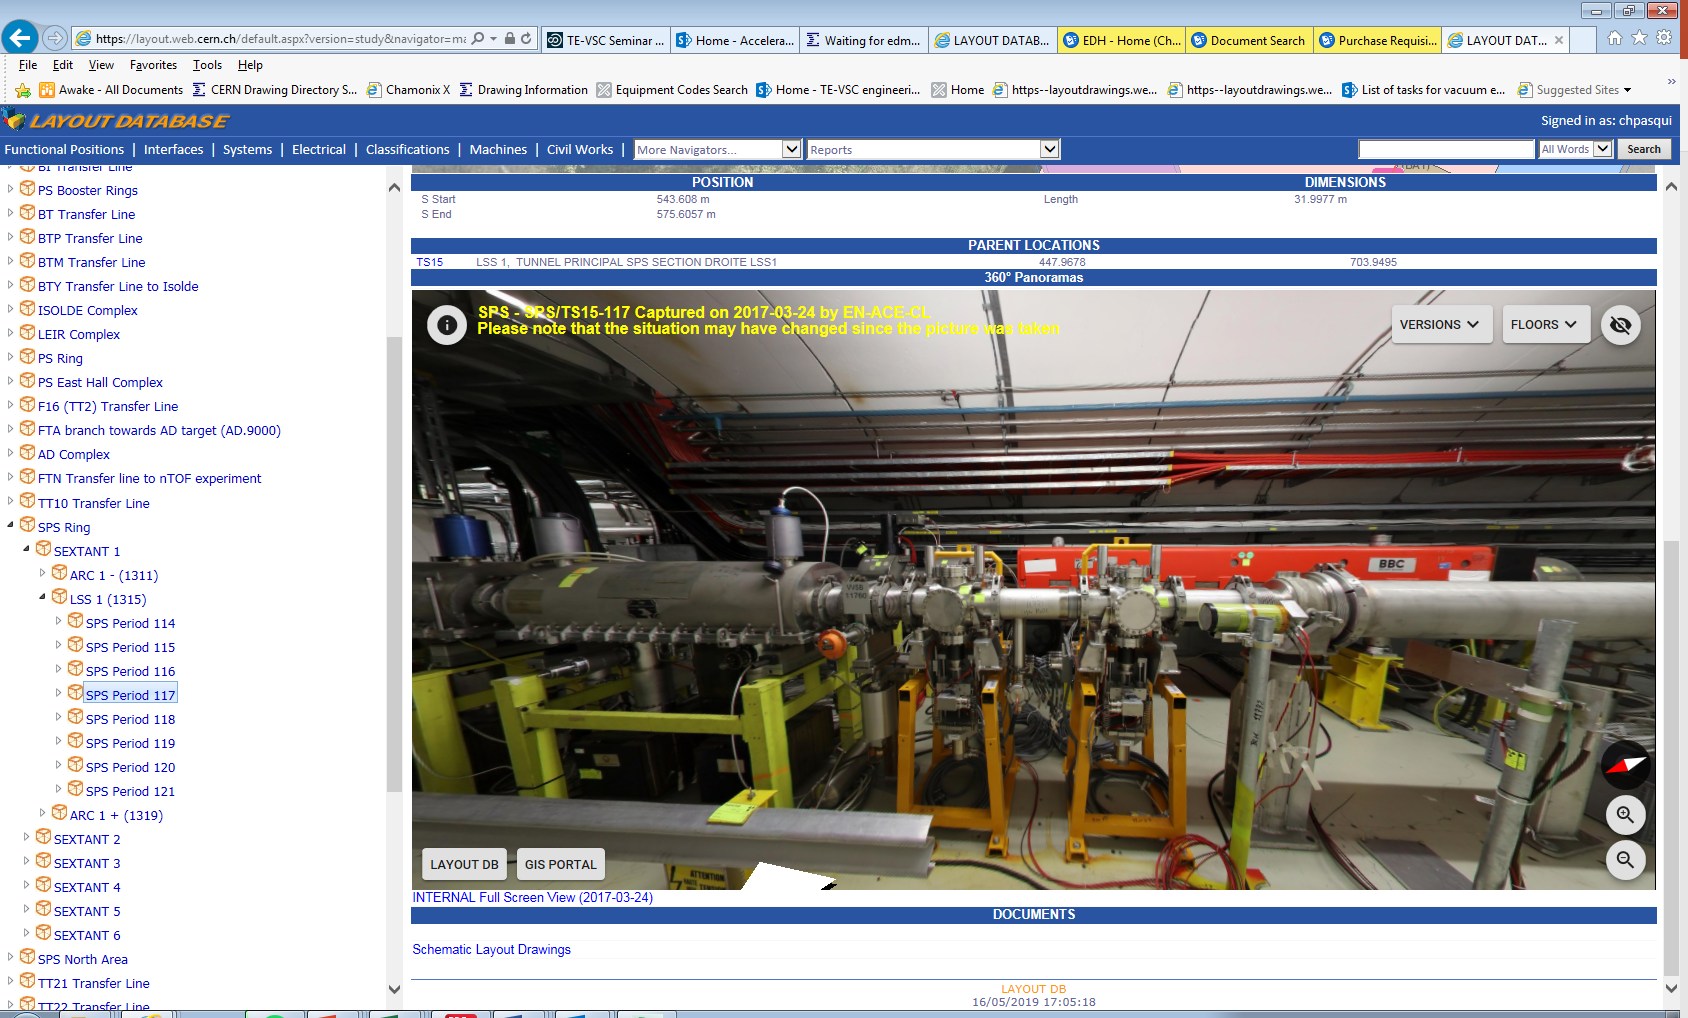 https://layout.web.cern.ch/default.aspx?version=study&navigator=ma
TE-VSC Seminar ...
Home - Accelera...
Waiting for edm...
LAYOUT DATAB...
EDH - Home (Ch...
Document Search
Purchase Requisi...
LAYOUT DAT...
File Edit View Favorites Tools Help
Awake - All Documents
CERN Drawing Directory S...
Chamonix X
Drawing Information
Equipment Codes Search
Home - TE-VSC engineeri...
Home
https--layoutdrawings.we...
https--layoutdrawings.we...
List of tasks for vacuum e...
Suggested Sites
LAYOUT DATABASE
Signed in as: chpasqui
Functional Positions | Interfaces | Systems | Electrical | Classifications | Machines | Civil Works |
More Navigators...
Reports
All Words
Search
BI Transfer Line
PS Booster Rings
BT Transfer Line
BTP Transfer Line
BTM Transfer Line
BTY Transfer Line to Isolde
ISOLDE Complex
LEIR Complex
PS Ring
PS East Hall Complex
F16 (TT2) Transfer Line
FTA branch towards AD target (AD.9000)
AD Complex
FTN Transfer line to nTOF experiment
TT10 Transfer Line
SPS Ring
SEXTANT 1
ARC 1 - (1311)
LSS 1 (1315)
SPS Period 114
SPS Period 115
SPS Period 116
SPS Period 117
SPS Period 118
SPS Period 119
SPS Period 120
SPS Period 121
ARC 1 + (1319)
SEXTANT 2
SEXTANT 3
SEXTANT 4
SEXTANT 5
SEXTANT 6
SPS North Area
TT21 Transfer Line
TT22 Transfer Line
POSITION
DIMENSIONS
S Start 543.608 m
Length 31.9977 m
S End 575.6057 m
PARENT LOCATIONS
TS15 LSS 1, TUNNEL PRINCIPAL SPS SECTION DROITE LSS1 447.9678 703.9495
360° Panoramas
SPS - SPS/TS15-117 Captured on 2017-03-24 by EN-ACE-CL
Please note that the situation may have changed since the picture was taken
VERSIONS
FLOORS
BBC
VVSB
11760
ATTENTION
LAYOUT DB
GIS PORTAL
INTERNAL Full Screen View (2017-03-24)
DOCUMENTS
Schematic Layout Drawings
LAYOUT DB
16/05/2019 17:05:18